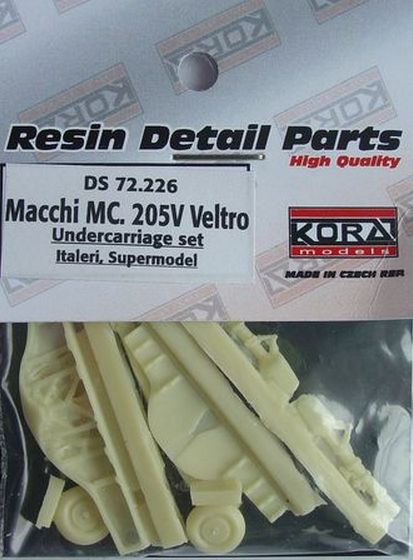 Resin Detail Parts
High Quality
DS 72.226
Macchi MC. 205V Veltro
Undercarriage set
Italeri, Supermodel
KORA
models
MADE IN CZECH REP.